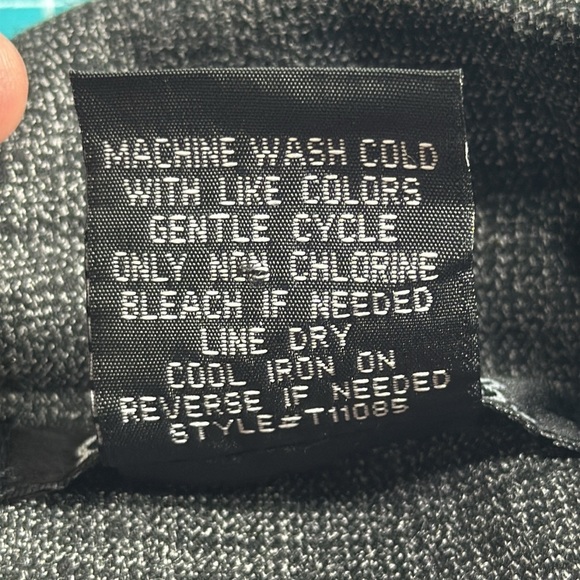 MACHINE WASH COLD
WITH LIKE COLORS
GENTLE CYCLE
ONLY NON CHLORINE
BLEACH IF NEEDED
LINE DRY
COOL IRON ON
REVERSE IF NEEDED
STYLE#T11085